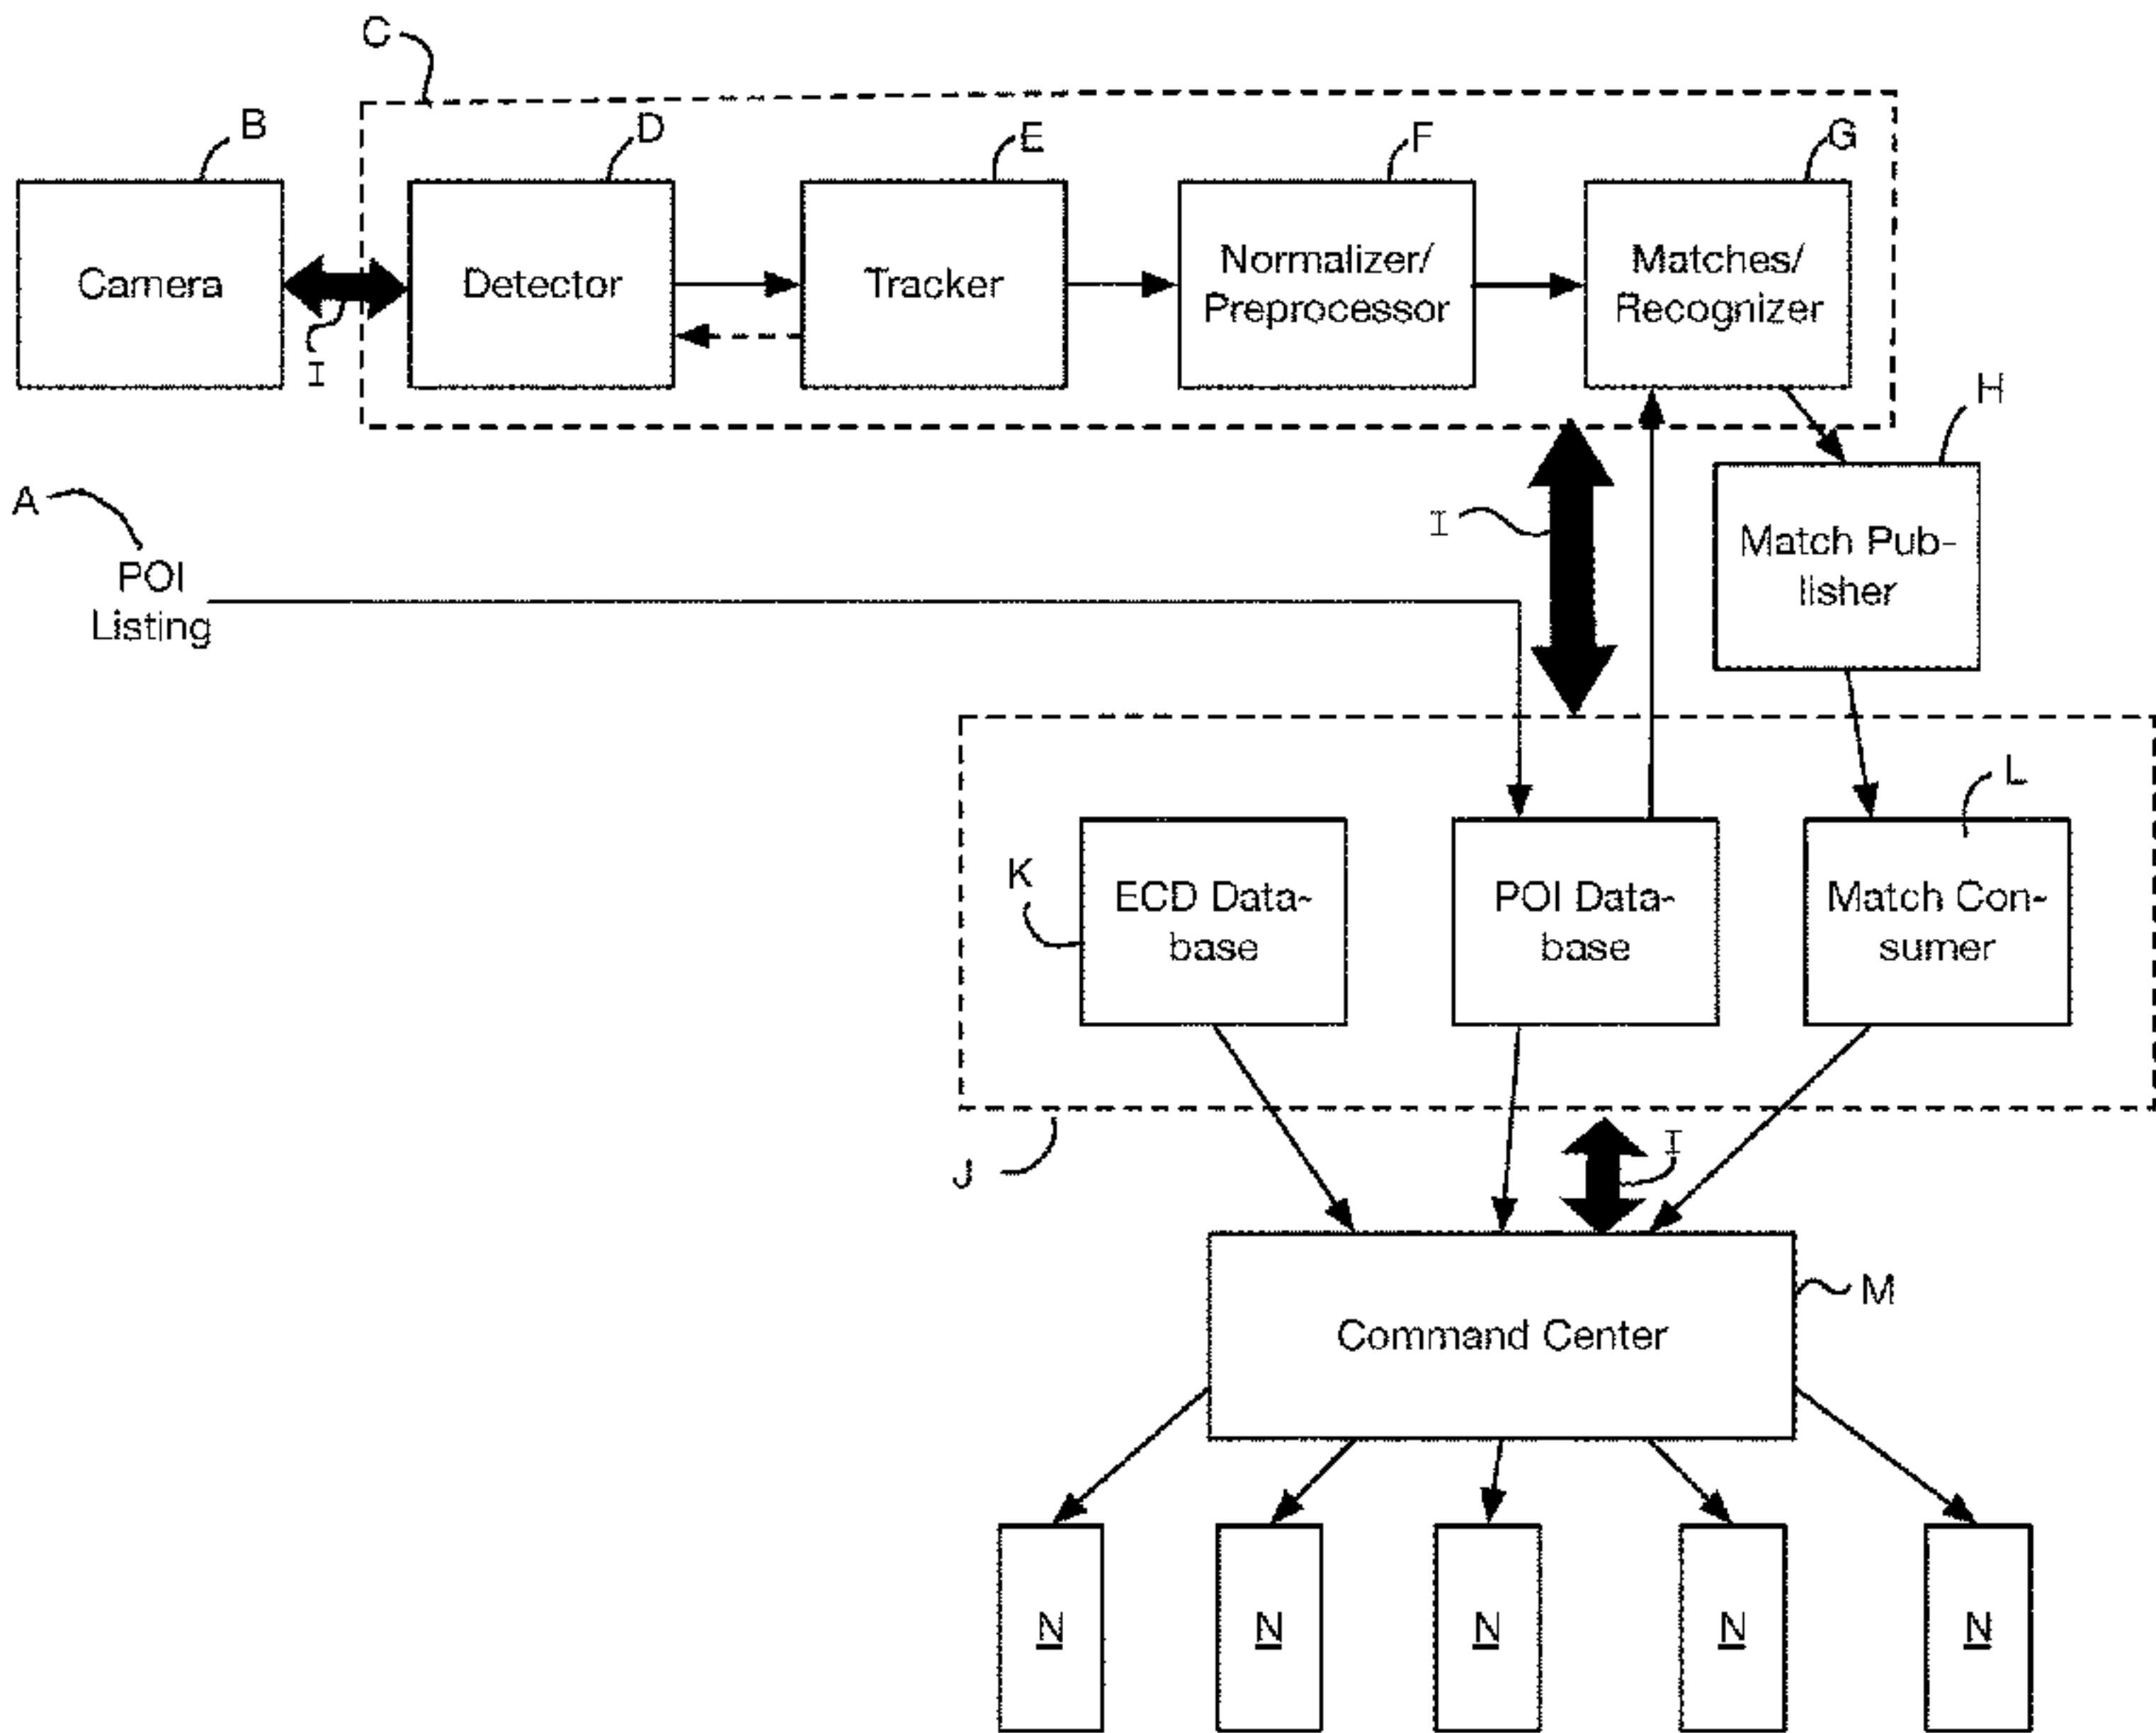 C
B
D
E
F
G
Camera
Detector
Tracker
Normalizer/
Preprocessor
Matches/
Recognizer
I
H
A
POI
Listing
I
Match Pub-
lisher
L
K
ECD Data-
base
POI Data-
base
Match Con-
sumer
J
I
M
Command Center
N
N
N
N
N